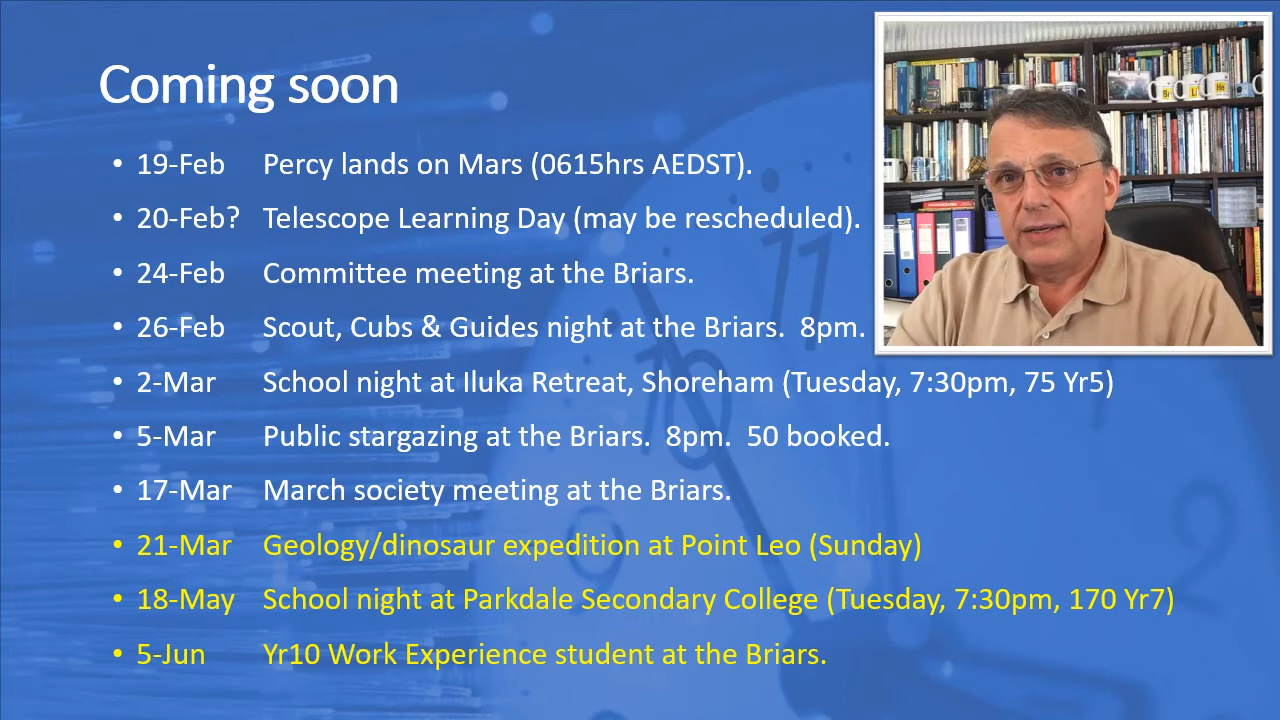 Coming soon
• 19-Feb Percy lands on Mars (0615hrs AEDST).
• 20-Feb? Telescope Learning Day (may be rescheduled).
• 24-Feb Committee meeting at the Briars.
• 26-Feb Scout, Cubs & Guides night at the Briars.  8pm.
• 2-Mar School night at Iluka Retreat, Shoreham (Tuesday, 7:30pm, 75 Yr5)
• 5-Mar Public stargazing at the Briars.  8pm.  50 booked.
• 17-Mar March society meeting at the Briars.
• 21-Mar Geology/dinosaur expedition at Point Leo (Sunday)
• 18-May School night at Parkdale Secondary College (Tuesday, 7:30pm, 170 Yr7)
• 5-Jun Yr10 Work Experience student at the Briars.
11
10
9
2